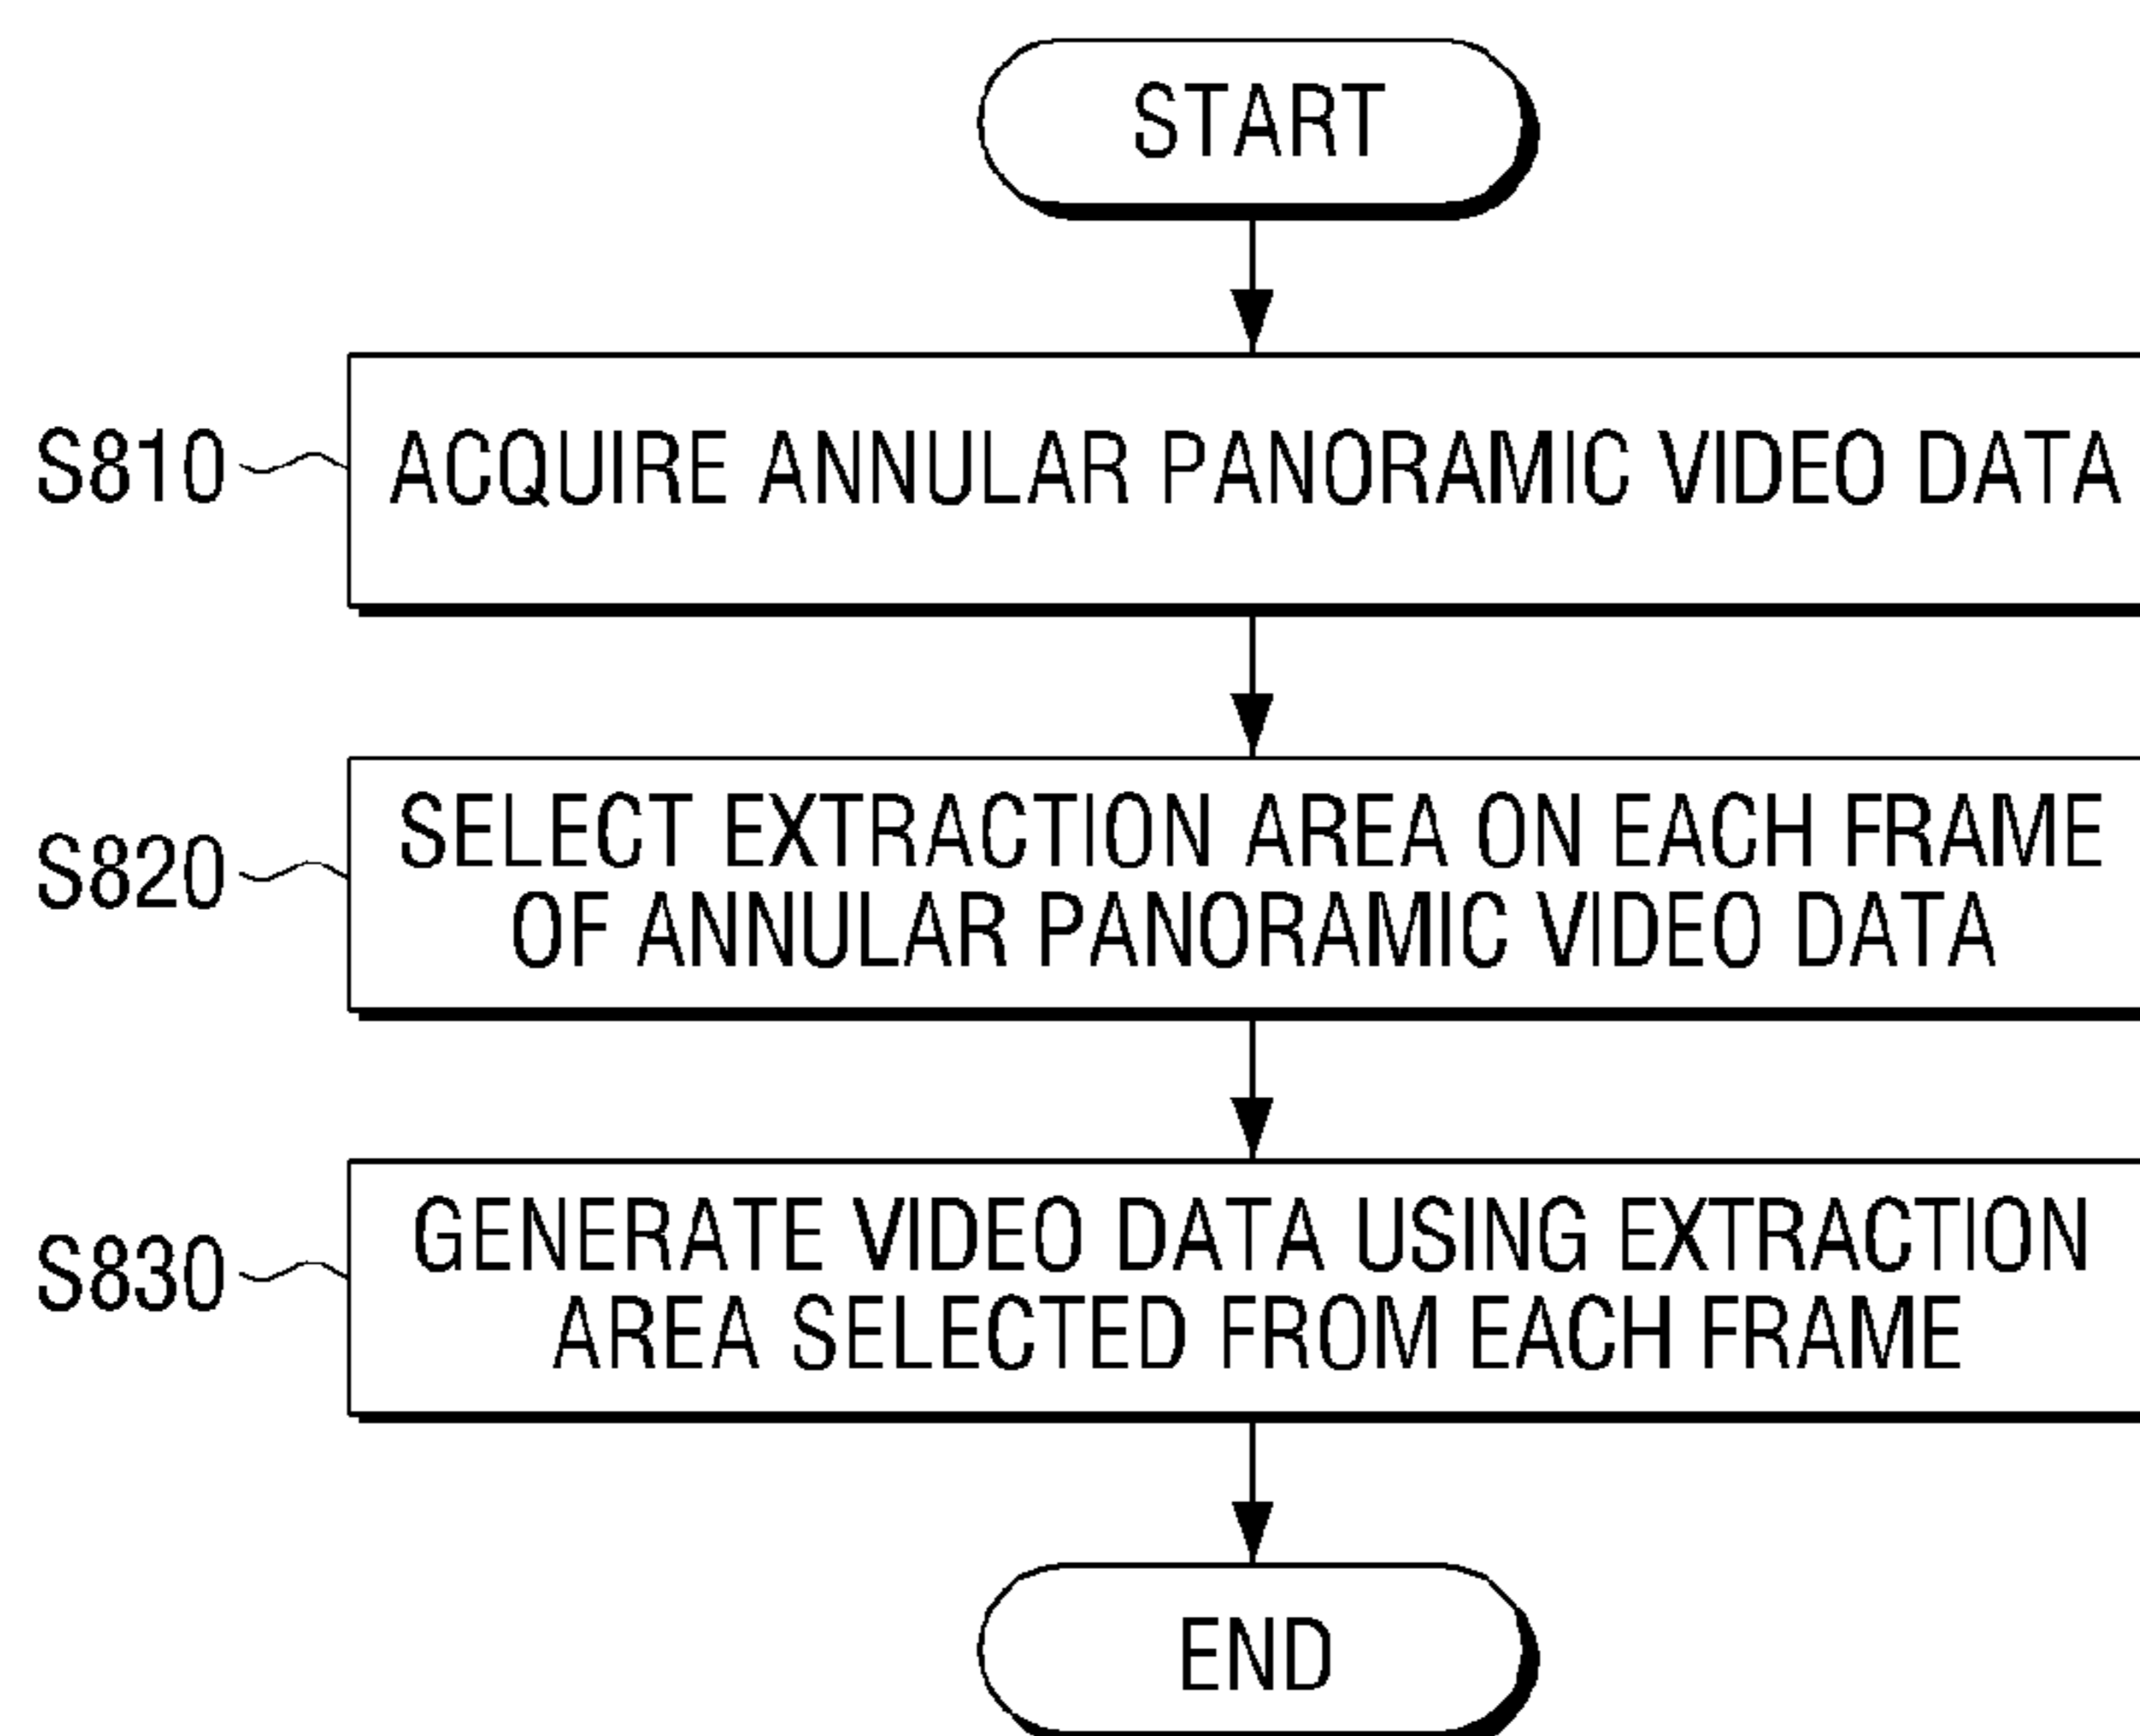 START
S810
ACQUIRE ANNULAR PANORAMIC VIDEO DATA
S820
SELECT EXTRACTION AREA ON EACH FRAME
OF ANNULAR PANORAMIC VIDEO DATA
S830
GENERATE VIDEO DATA USING EXTRACTION
AREA SELECTED FROM EACH FRAME
END